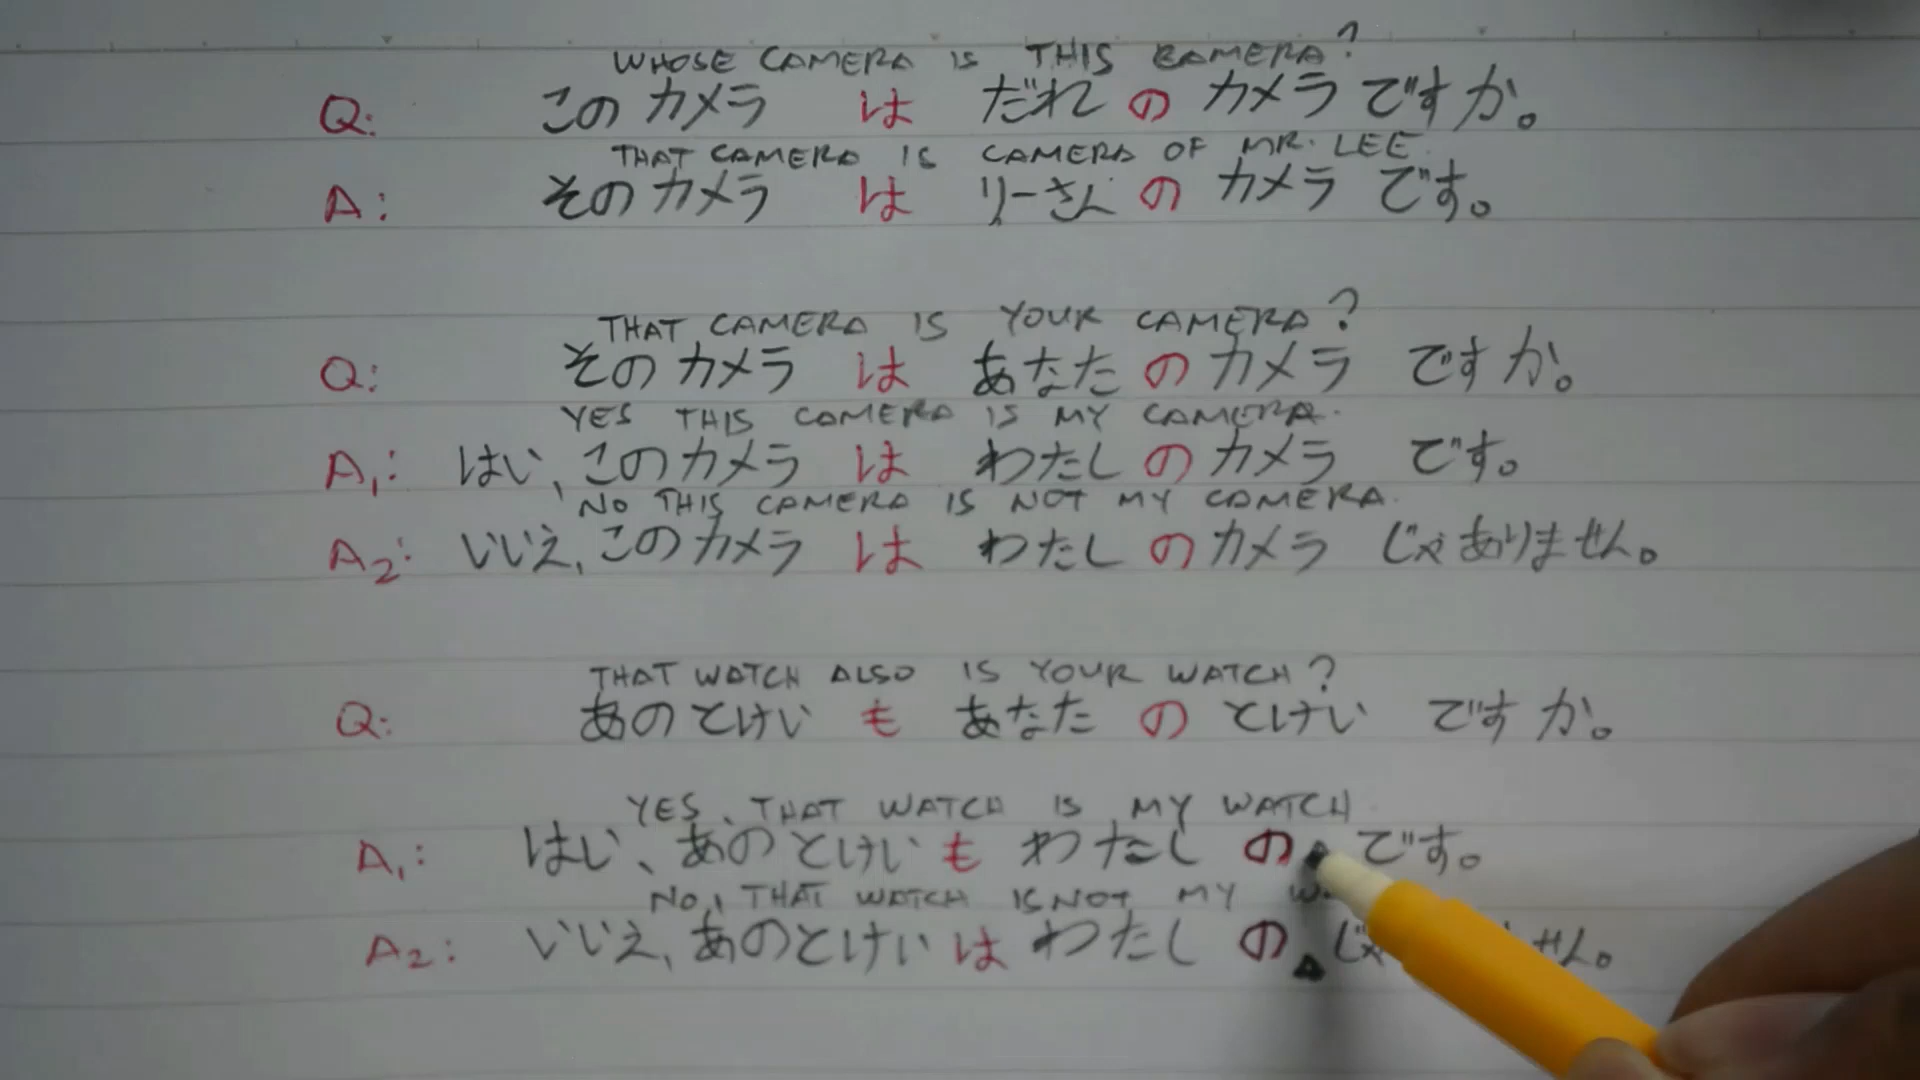 WHOSE CAMERA IS THIS CAMERA?
Q: このカメラ は だれ の カメラ ですか。
THAT CAMERA IS CAMERA OF MR. LEE.
A: そのカメラ は リーさん の カメラ です。
THAT CAMERA IS YOUR CAMERA?
Q: そのカメラ は あなた の カメラ ですか。
YES THIS CAMERA IS MY CAMERA.
A1: はい、このカメラ は わたし の カメラ です。
NO THIS CAMERA IS NOT MY CAMERA.
A2: いいえ、このカメラ は わたし の カメラ じゃありません。
THAT WATCH ALSO IS YOUR WATCH?
Q: あのとけい も あなた の とけい ですか。
YES, THAT WATCH IS MY WATCH
A1: はい、あのとけい も わたし の です。
NO, THAT WATCH IS NOT MY
A2: いいえ、あのとけい は わたし の じゃ せん。